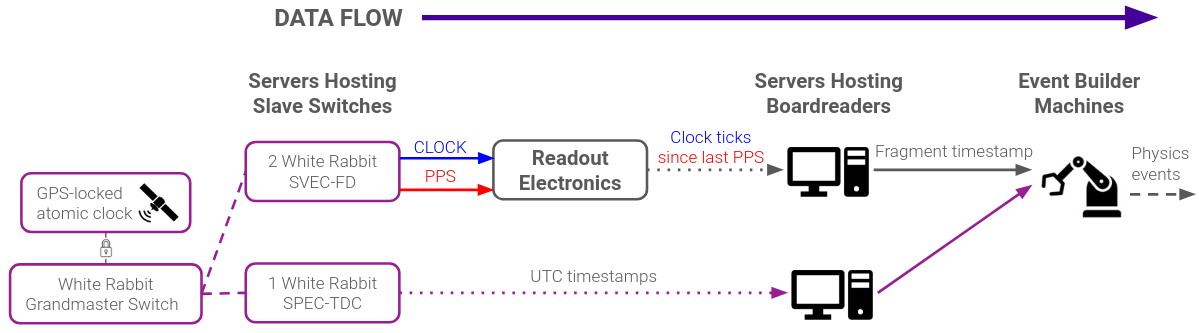 DATA FLOW
Servers Hosting
Slave Switches
Servers Hosting
Boardreaders
Event Builder
Machines
2 White Rabbit
SVEC-FD
CLOCK
PPS
Readout
Electronics
Clock ticks
since last PPS
Fragment timestamp
Physics
events
GPS-locked
atomic clock
White Rabbit
Grandmaster Switch
1 White Rabbit
SPEC-TDC
UTC timestamps